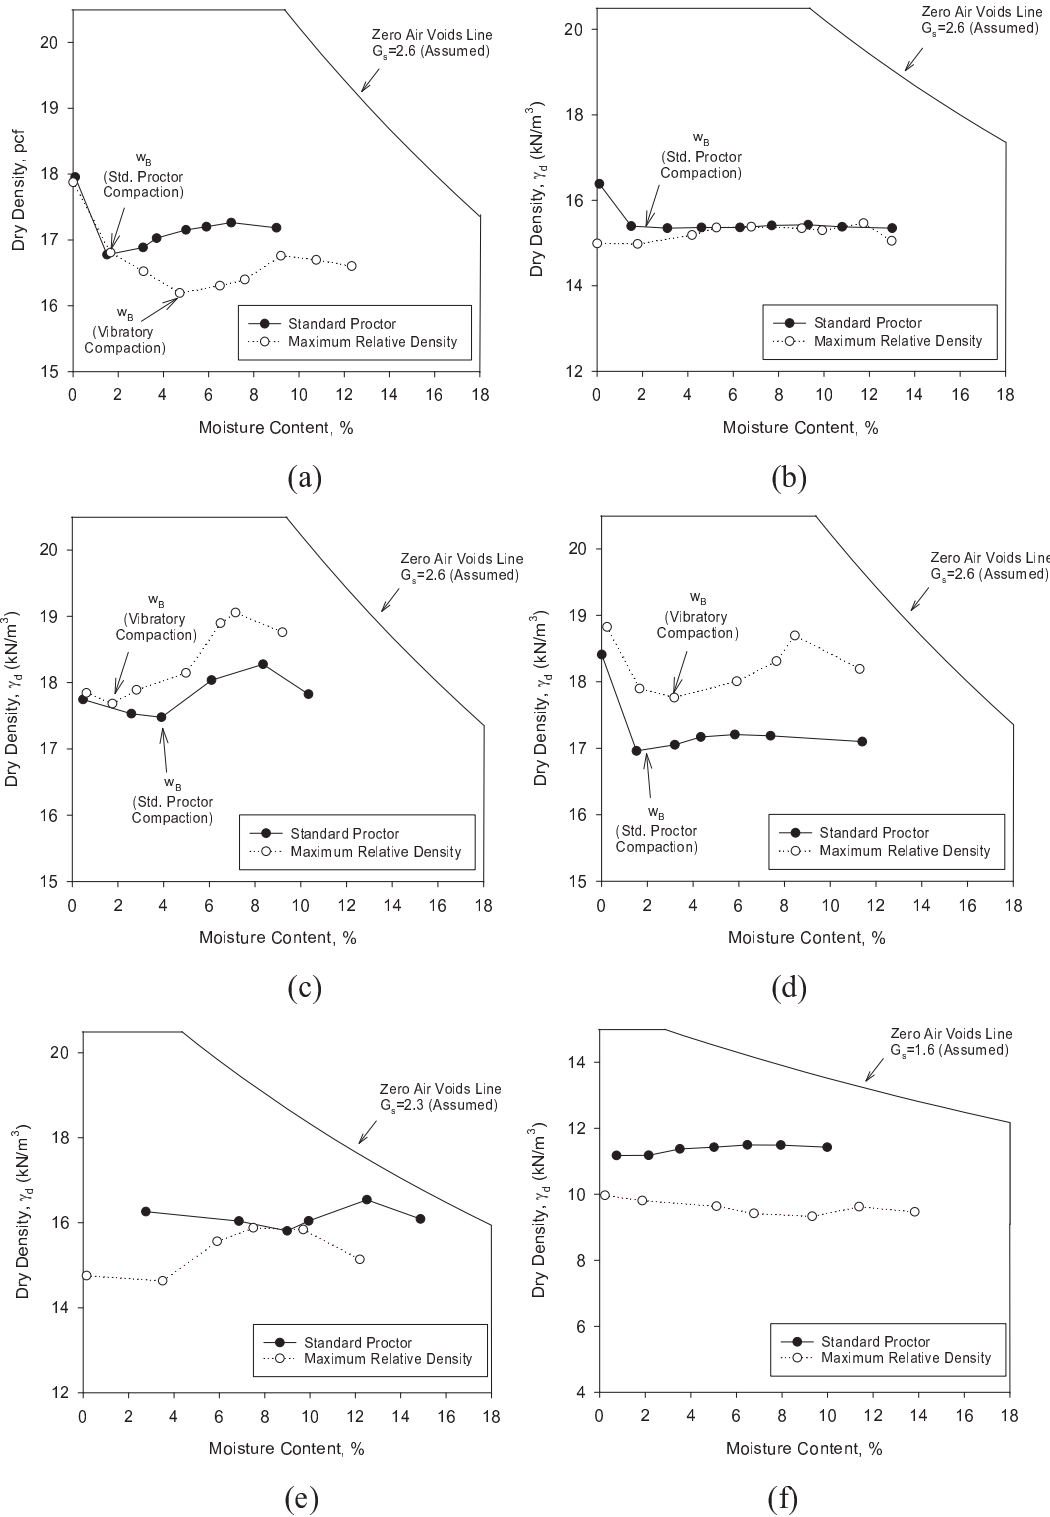 Zero Air Voids Line
Gs=2.6 (Assumed)
wB
(Std. Proctor
Compaction)
wB
(Vibratory
Compaction)
Standard Proctor
Maximum Relative Density
Dry Density, pcf
20
19
18
17
16
15
0 2 4 6 8 10 12 14 16 18
Moisture Content, %
(a)
Zero Air Voids Line
Gs=2.6 (Assumed)
wB
(Std. Proctor
Compaction)
Standard Proctor
Maximum Relative Density
Dry Density, γd (kN/m3)
20
18
16
14
12
0 2 4 6 8 10 12 14 16 18
Moisture Content, %
(b)
Zero Air Voids Line
Gs=2.6 (Assumed)
wB
(Vibratory
Compaction)
wB
(Std. Proctor
Compaction)
Standard Proctor
Maximum Relative Density
Dry Density, γd (kN/m3)
20
19
18
17
16
15
0 2 4 6 8 10 12 14 16 18
Moisture Content, %
(c)
Zero Air Voids Line
Gs=2.6 (Assumed)
wB
(Vibratory
Compaction)
wB
(Std. Proctor
Compaction)
Standard Proctor
Maximum Relative Density
Dry Density, γd (kN/m3)
20
19
18
17
16
15
0 2 4 6 8 10 12 14 16 18
Moisture Content, %
(d)
Zero Air Voids Line
Gs=2.3 (Assumed)
Standard Proctor
Maximum Relative Density
Dry Density, γd (kN/m3)
20
18
16
14
12
0 2 4 6 8 10 12 14 16 18
Moisture Content, %
(e)
Zero Air Voids Line
Gs=1.6 (Assumed)
Standard Proctor
Maximum Relative Density
Dry Density, γd (kN/m3)
14
12
10
8
6
4
0 2 4 6 8 10 12 14 16 18
Moisture Content, %
(f)